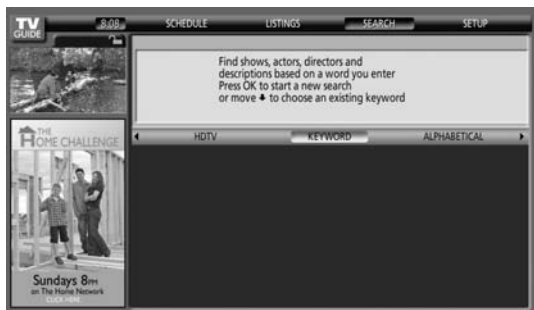 TV
GUIDE
8:08
SCHEDULE
LISTINGS
SEARCH
SETUP
Find shows, actors, directors and
descriptions based on a word you enter
Press OK to start a new search
or move ⬇ to choose an existing keyword
HDTV
KEYWORD
ALPHABETICAL
THE
HOME CHALLENGE
Sundays 8PM
on The Home Network
CLICK HERE